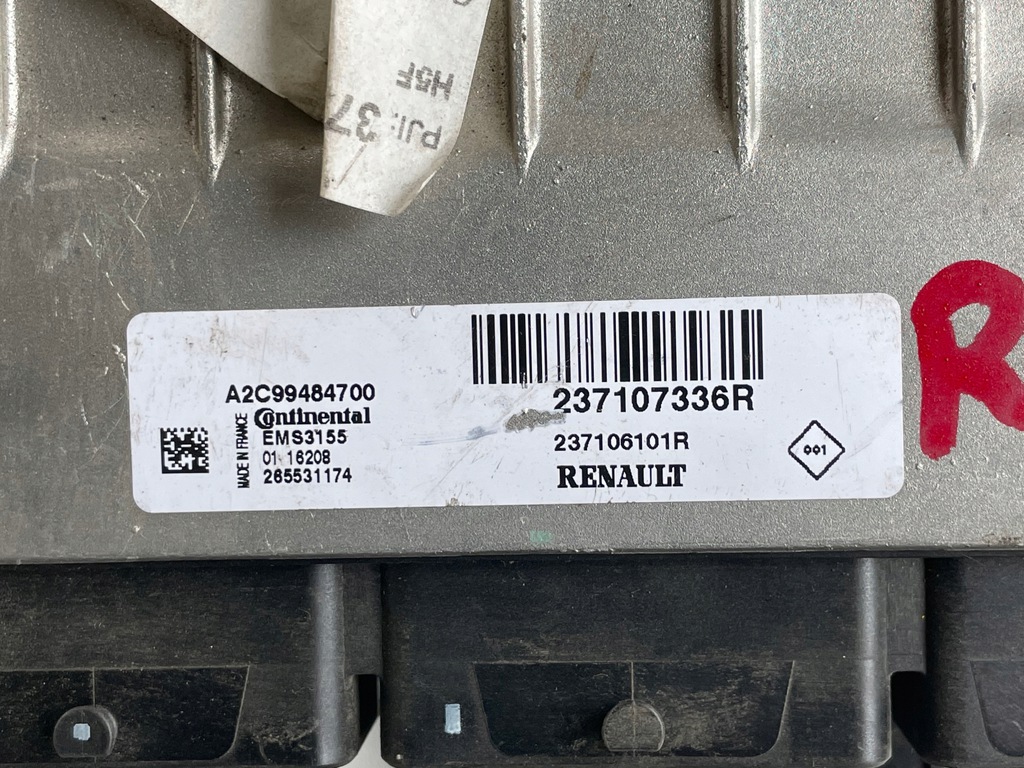 H5F
PJI: 37
R
A2C99484700
Continental
MADE IN FRANCE
EMS3155
01 16208
265531174
237107336R
237106101R
RENAULT
001